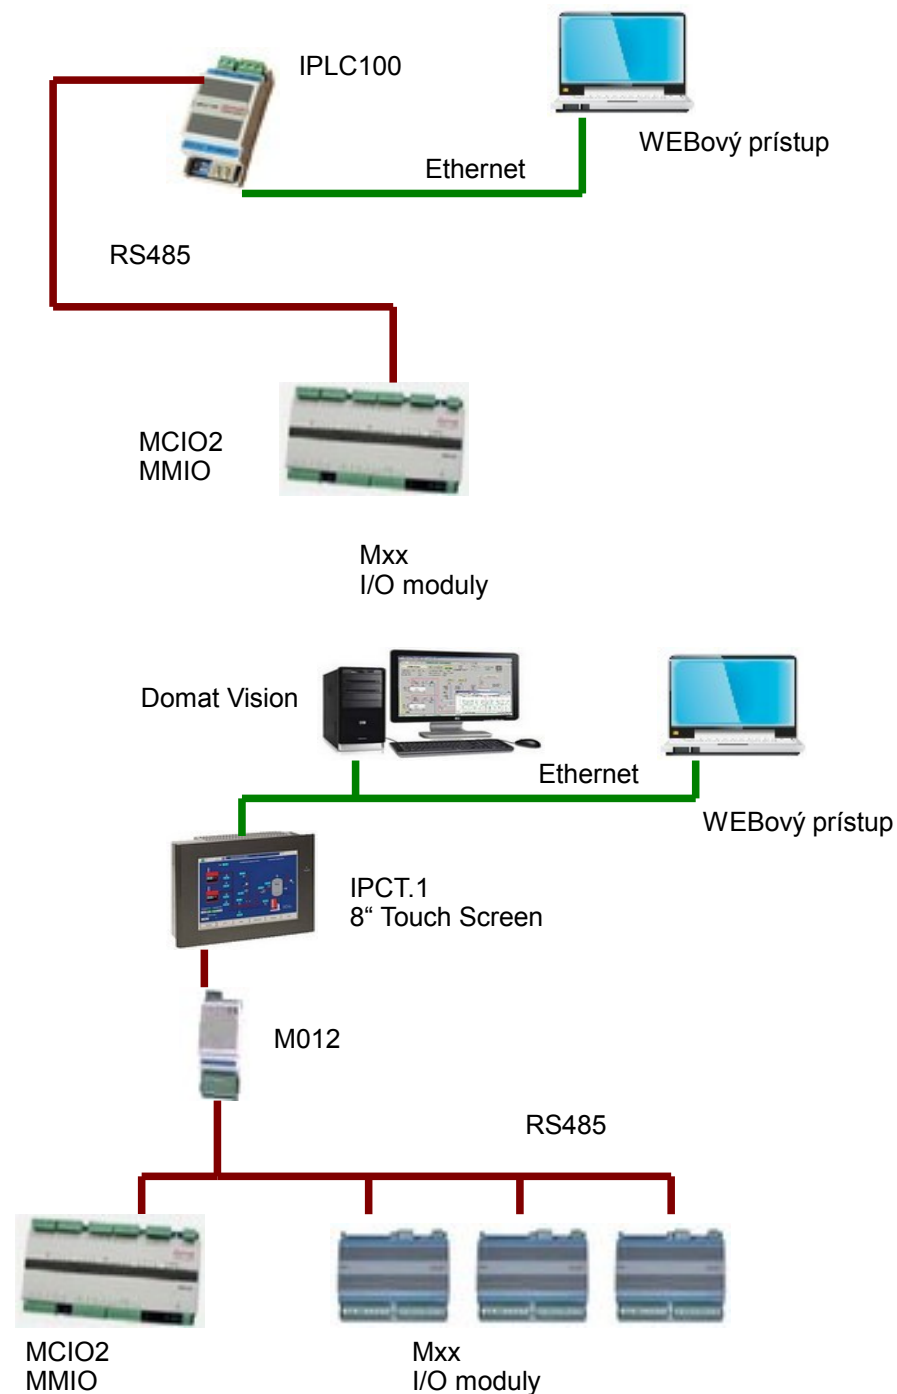 IPLC100
WEBový prístup
Ethernet
RS485
MCIO2
MMIO
Mxx
I/O moduly
Domat Vision
Ethernet
WEBový prístup
IPCT.1
8“ Touch Screen
M012
RS485
MCIO2
MMIO
Mxx
I/O moduly